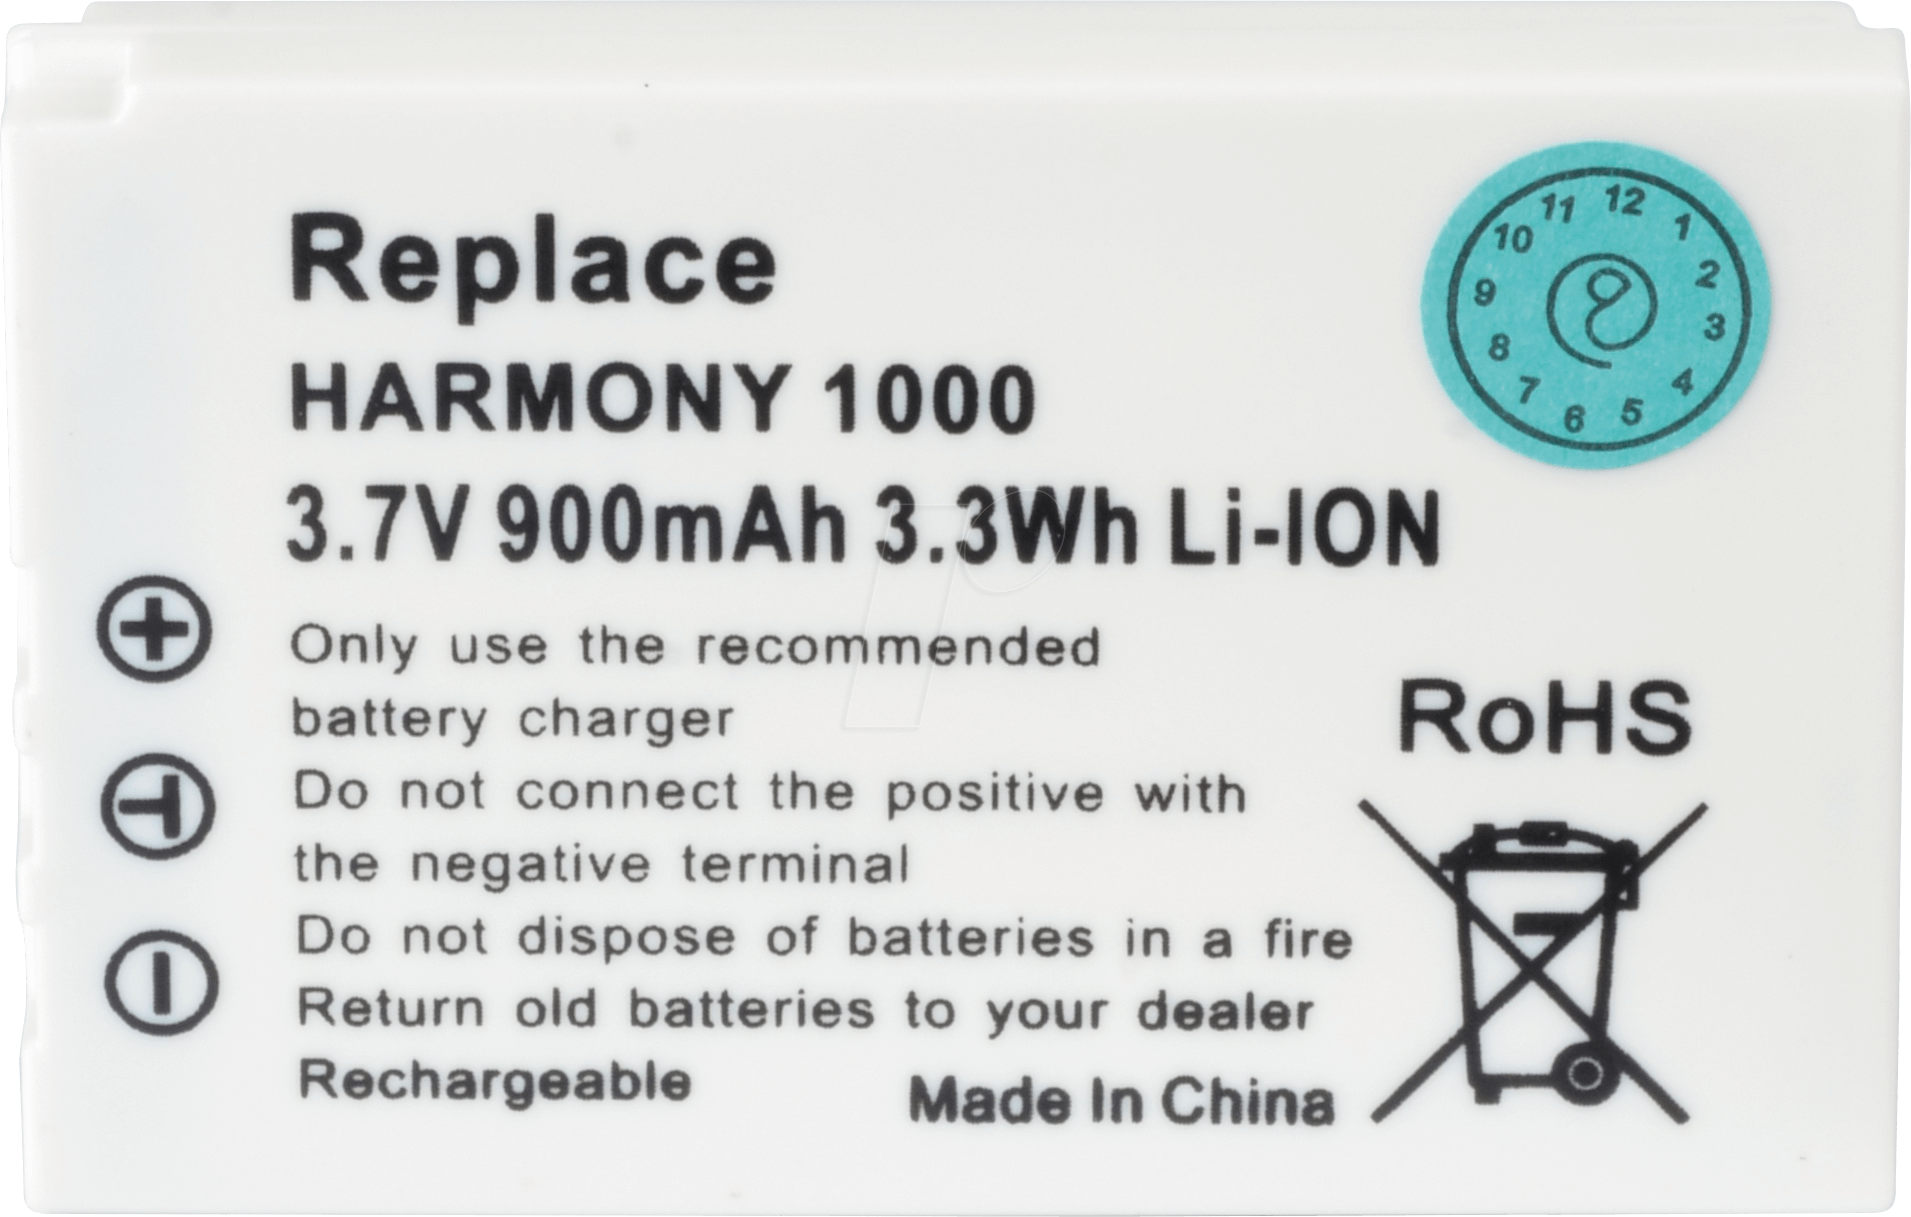 Replace
HARMONY 1000
3.7V 900mAh 3.3Wh Li-ION
Only use the recommended
battery charger
Do not connect the positive with
the negative terminal
Do not dispose of batteries in a fire
Return old batteries to your dealer
Rechargeable
Made In China
RoHS
+
T
–
12
1
2
3
4
5
6
7
8
9
10
11
r